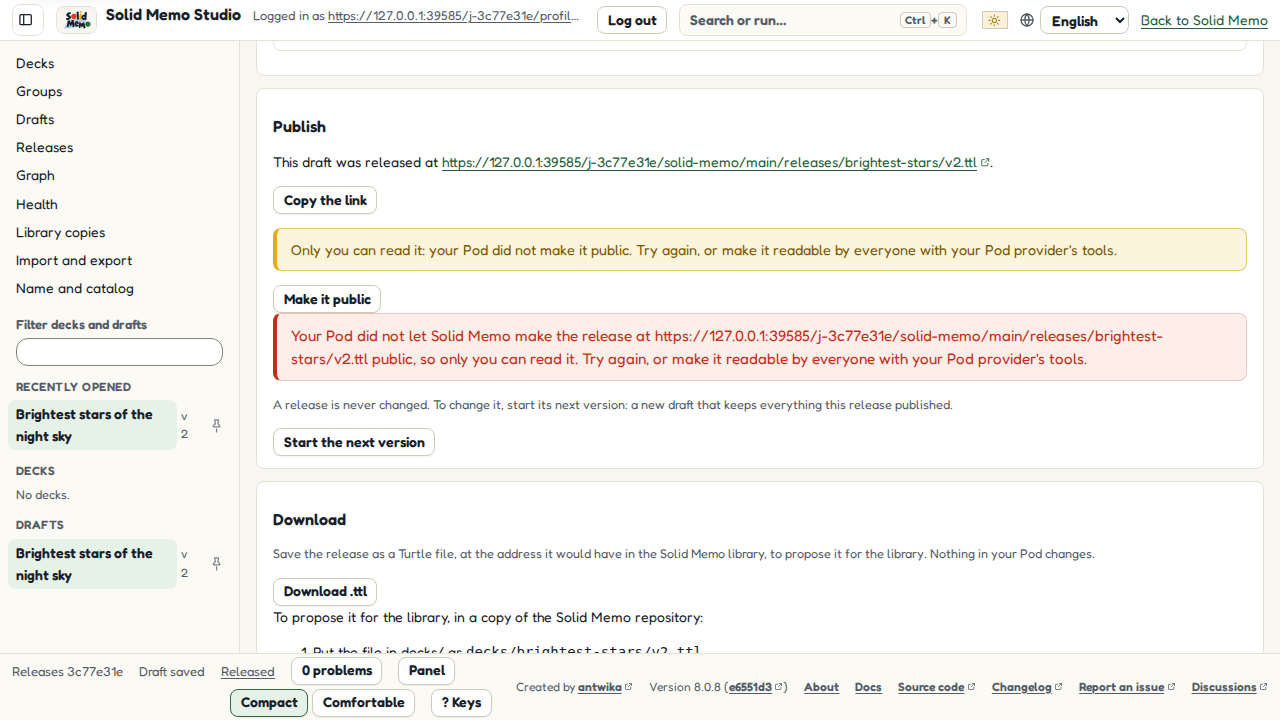 Solid Memo Studio
Logged in as https://127.0.0.1:39585/j-3c77e31e/profil...
Log out
Search or run...
Ctrl+K
English
Back to Solid Memo
Decks
Groups
Drafts
Releases
Graph
Health
Library copies
Import and export
Name and catalog
Filter decks and drafts
RECENTLY OPENED
Brightest stars of the
night sky
v
2
DECKS
No decks.
DRAFTS
Brightest stars of the
night sky
v
2
Publish
This draft was released at https://127.0.0.1:39585/j-3c77e31e/solid-memo/main/releases/brightest-stars/v2.ttl.
Copy the link
Only you can read it: your Pod did not make it public. Try again, or make it readable by everyone with your Pod provider's tools.
Make it public
Your Pod did not let Solid Memo make the release at https://127.0.0.1:39585/j-3c77e31e/solid-memo/main/releases/brightest-
stars/v2.ttl public, so only you can read it. Try again, or make it readable by everyone with your Pod provider's tools.
A release is never changed. To change it, start its next version: a new draft that keeps everything this release published.
Start the next version
Download
Save the release as a Turtle file, at the address it would have in the Solid Memo library, to propose it for the library. Nothing in your Pod changes.
Download .ttl
To propose it for the library, in a copy of the Solid Memo repository:
1. Put the file in decks/ as decks/brightest-stars/v2.ttl
Releases 3c77e31e
Draft saved
Released
0 problems
Panel
Compact
Comfortable
? Keys
Created by antwika
Version 8.0.8 (e6551d3)
About
Docs
Source code
Changelog
Report an issue
Discussions